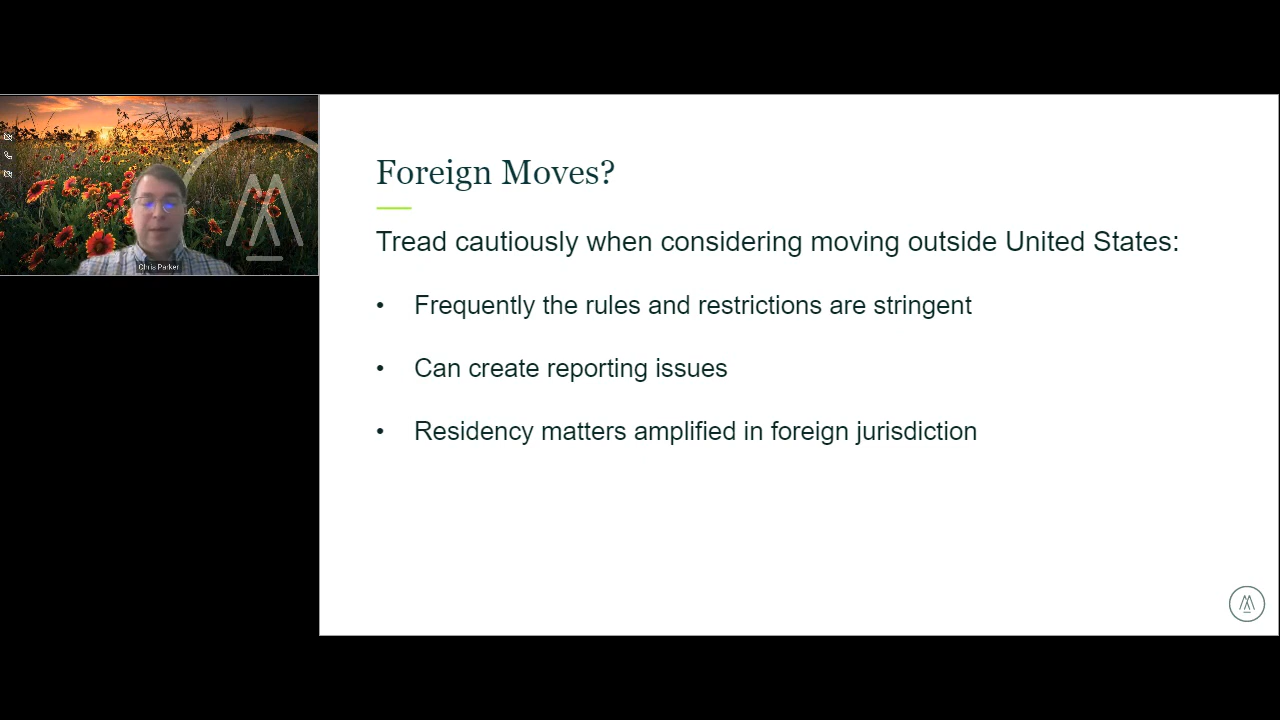 Chris Parker
Foreign Moves?
Tread cautiously when considering moving outside United States:
• Frequently the rules and restrictions are stringent
• Can create reporting issues
• Residency matters amplified in foreign jurisdiction